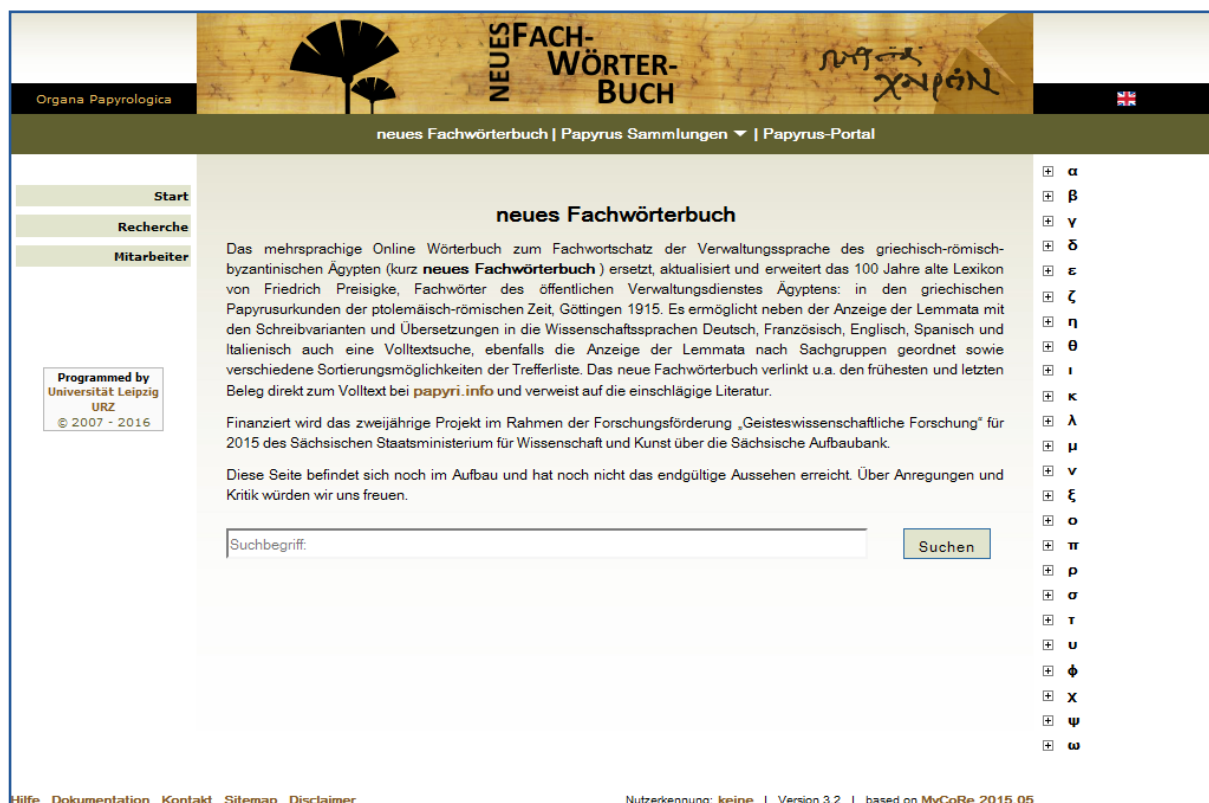 Organa Papyrologica
NEUES
FACH-
WÖRTER-
BUCH
neues Fachwörterbuch | Papyrus Sammlungen | Papyrus-Portal
Start
Recherche
Mitarbeiter
Programmed by
Universität Leipzig
URZ
© 2007 - 2016
neues Fachwörterbuch
Das mehrsprachige Online Wörterbuch zum Fachwortschatz der Verwaltungssprache des griechisch-römisch-
byzantinischen Ägypten (kurz neues Fachwörterbuch ) ersetzt, aktualisiert und erweitert das 100 Jahre alte Lexikon
von Friedrich Preisigke, Fachwörter des öffentlichen Verwaltungsdienstes Ägyptens: in den griechischen
Papyrusurkunden der ptolemäisch-römischen Zeit, Göttingen 1915. Es ermöglicht neben der Anzeige der Lemmata mit
den Schreibvarianten und Übersetzungen in die Wissenschaftssprachen Deutsch, Französisch, Englisch, Spanisch und
Italienisch auch eine Volltextsuche, ebenfalls die Anzeige der Lemmata nach Sachgruppen geordnet sowie
verschiedene Sortierungsmöglichkeiten der Trefferliste. Das neue Fachwörterbuch verlinkt u.a. den frühesten und letzten
Beleg direkt zum Volltext bei papyri.info und verweist auf die einschlägige Literatur.
Finanziert wird das zweijährige Projekt im Rahmen der Forschungsförderung „Geisteswissenschaftliche Forschung“ für
2015 des Sächsischen Staatsministerium für Wissenschaft und Kunst über die Sächsische Aufbaubank.
Diese Seite befindet sich noch im Aufbau und hat noch nicht das endgültige Aussehen erreicht. Über Anregungen und
Kritik würden wir uns freuen.
Suchbegriff:
Suchen
α
β
γ
δ
ε
ζ
η
θ
ι
κ
λ
μ
ν
ξ
ο
π
ρ
σ
τ
υ
φ
χ
ψ
ω
Hilfe Dokumentation Kontakt Sitemap Disclaimer
Nutzerkennung: keine | Version 3.2 | based on MyCoRe 2015.05